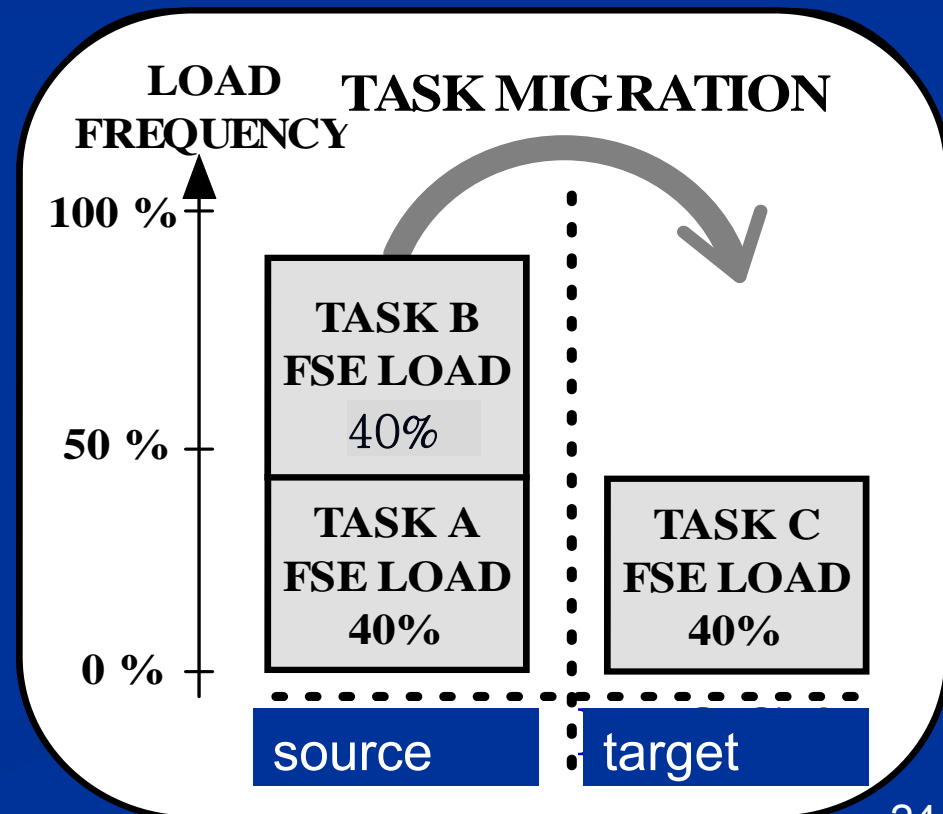 LOAD
FREQUENCY
TASK MIGRATION
100 %
50 %
0 %
TASK B
FSE LOAD
40%
TASK A
FSE LOAD
40%
TASK C
FSE LOAD
40%
source
target